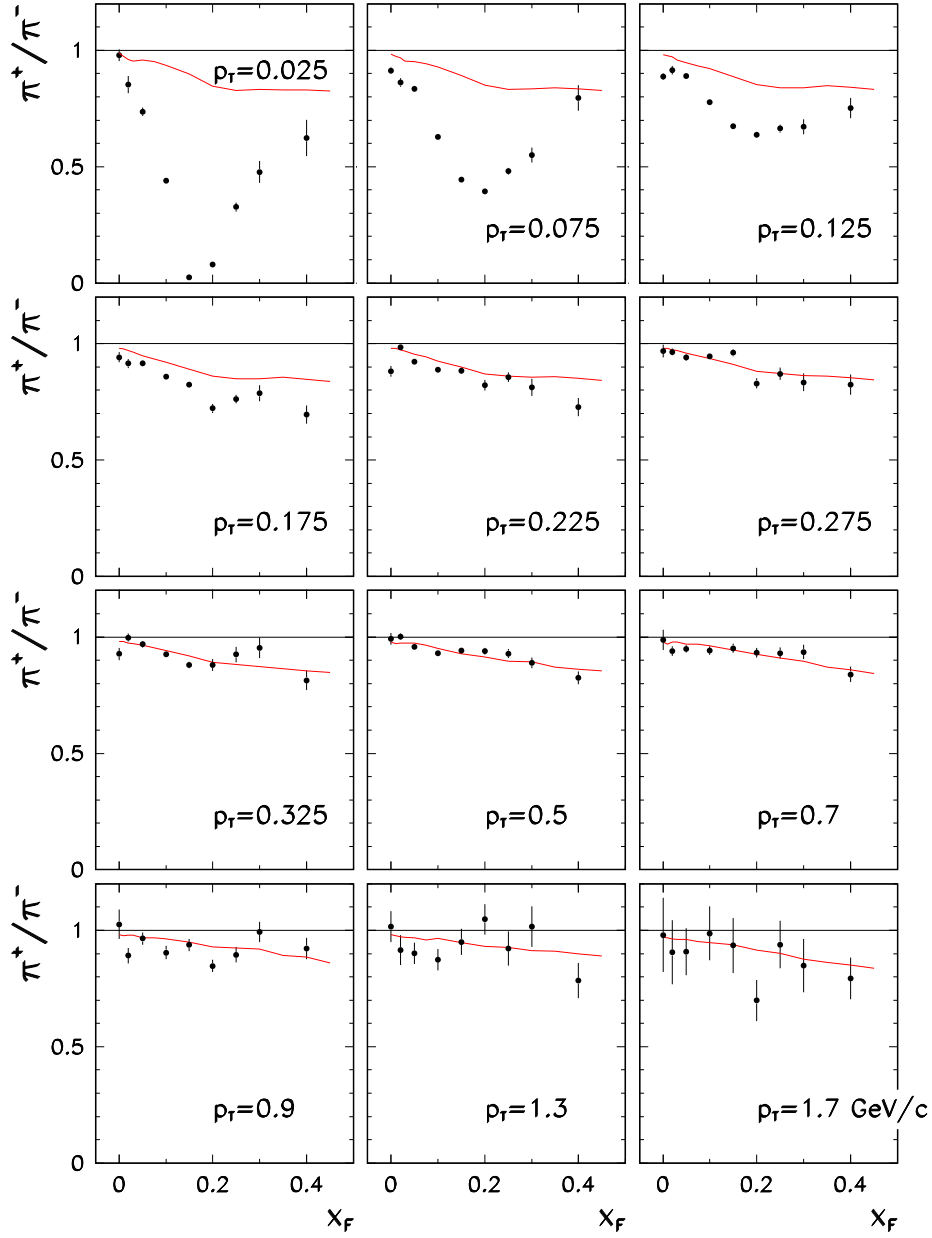 π⁺/π⁻
1
0.5
0
p_T=0.025
p_T=0.075
p_T=0.125
π⁺/π⁻
1
0.5
0
p_T=0.175
p_T=0.225
p_T=0.275
π⁺/π⁻
1
0.5
0
p_T=0.325
p_T=0.5
p_T=0.7
π⁺/π⁻
1
0.5
0
p_T=0.9
p_T=1.3
p_T=1.7 GeV/c
0 0.2 0.4
0 0.2 0.4
0 0.2 0.4
x_F
x_F
x_F